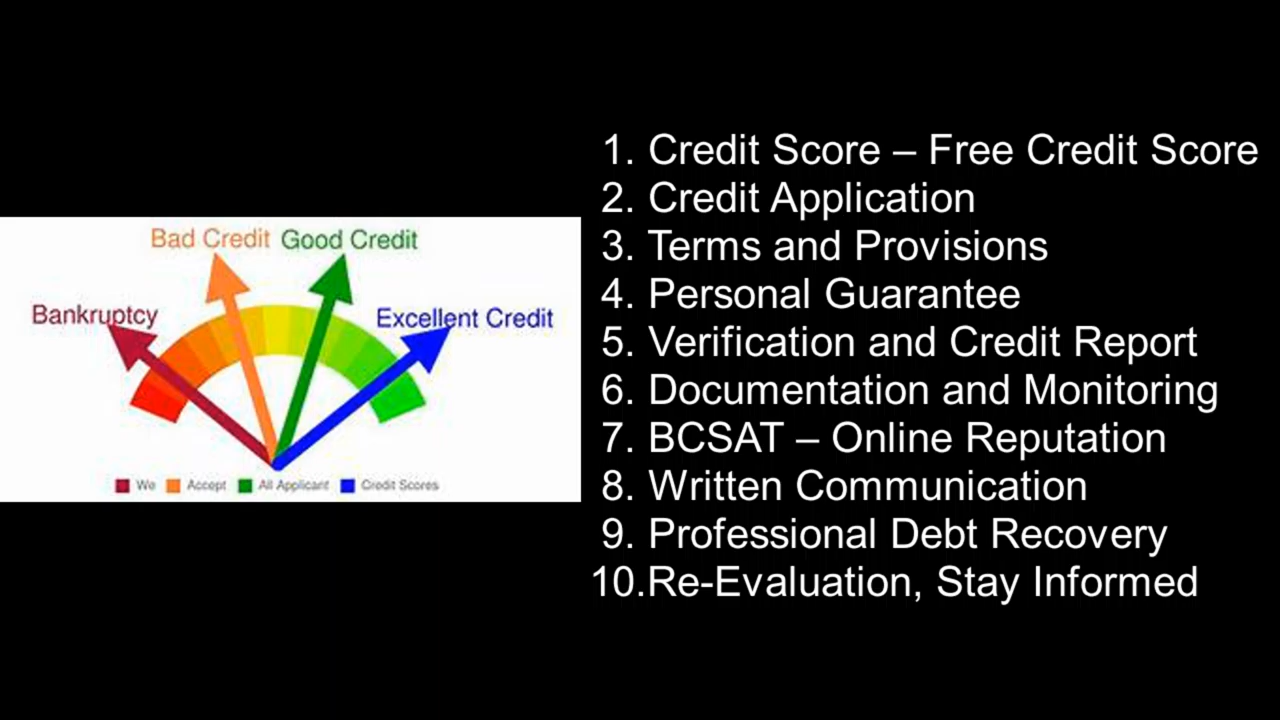 Bad Credit Good Credit
Bankruptcy
Excellent Credit
We Accept All Applicant Credit Scores
1. Credit Score – Free Credit Score
2. Credit Application
3. Terms and Provisions
4. Personal Guarantee
5. Verification and Credit Report
6. Documentation and Monitoring
7. BCSAT – Online Reputation
8. Written Communication
9. Professional Debt Recovery
10.Re-Evaluation, Stay Informed